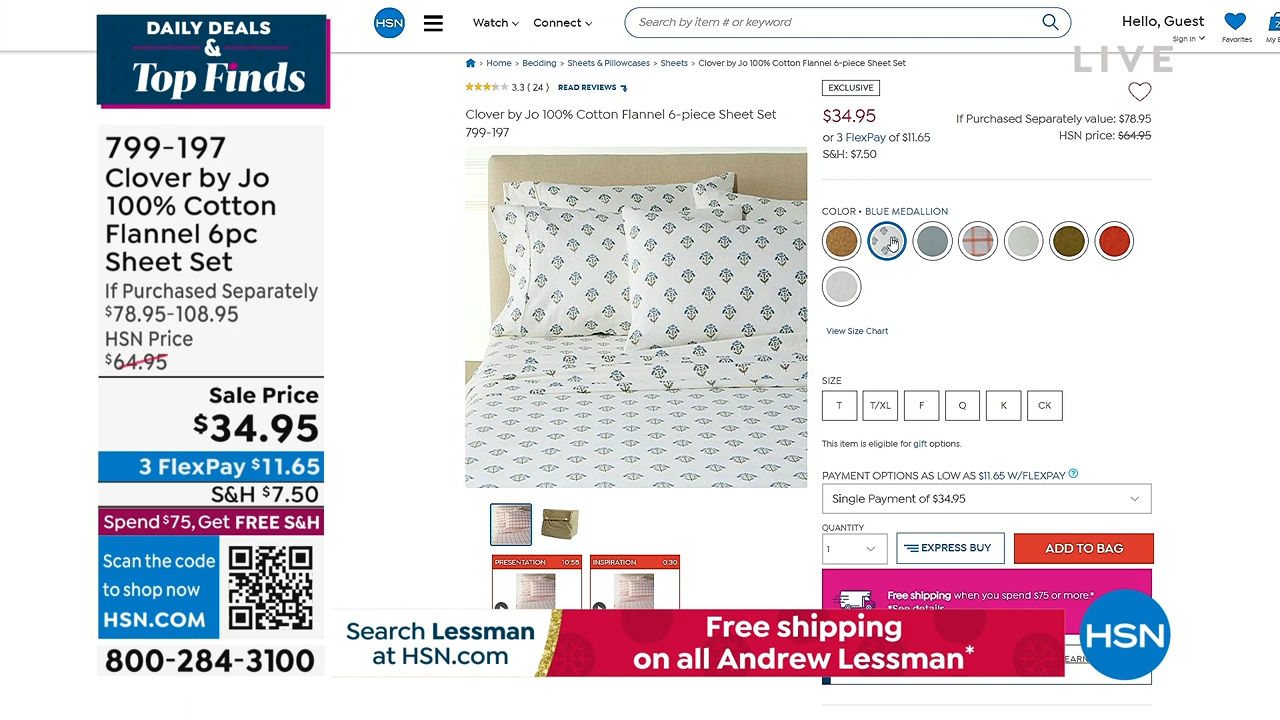 DAILY DEALS
&
Top Finds
799-197
Clover by Jo
100% Cotton
Flannel 6pc
Sheet Set
If Purchased Separately
$78.95-108.95
HSN Price
$64.95
Sale Price
$34.95
3 FlexPay $11.65
S&H $7.50
Spend $75, Get FREE S&H
Scan the code
to shop now
HSN.COM
800-284-3100
HSN
Watch
Connect
Search by item # or keyword
Hello, Guest
Sign In
Favorites
LIVE
> Home > Bedding > Sheets & Pillowcases > Sheets > Clover by Jo 100% Cotton Flannel 6-piece Sheet Set
3.3 ( 24 ) READ REVIEWS
Clover by Jo 100% Cotton Flannel 6-piece Sheet Set
799-197
EXCLUSIVE
$34.95
or 3 FlexPay of $11.65
S&H: $7.50
If Purchased Separately value: $78.95
HSN price: $64.95
COLOR • BLUE MEDALLION
View Size Chart
SIZE
T T/XL F Q K CK
This item is eligible for gift options.
PAYMENT OPTIONS AS LOW AS $11.65 W/FLEXPAY ?
Single Payment of $34.95
QUANTITY
1
EXPRESS BUY
ADD TO BAG
PRESENTATION 10:55
INSPIRATION 0:30
Free shipping when you spend $75 or more.*
*See details
Search Lessman
at HSN.com
Free shipping
on all Andrew Lessman*
HSN